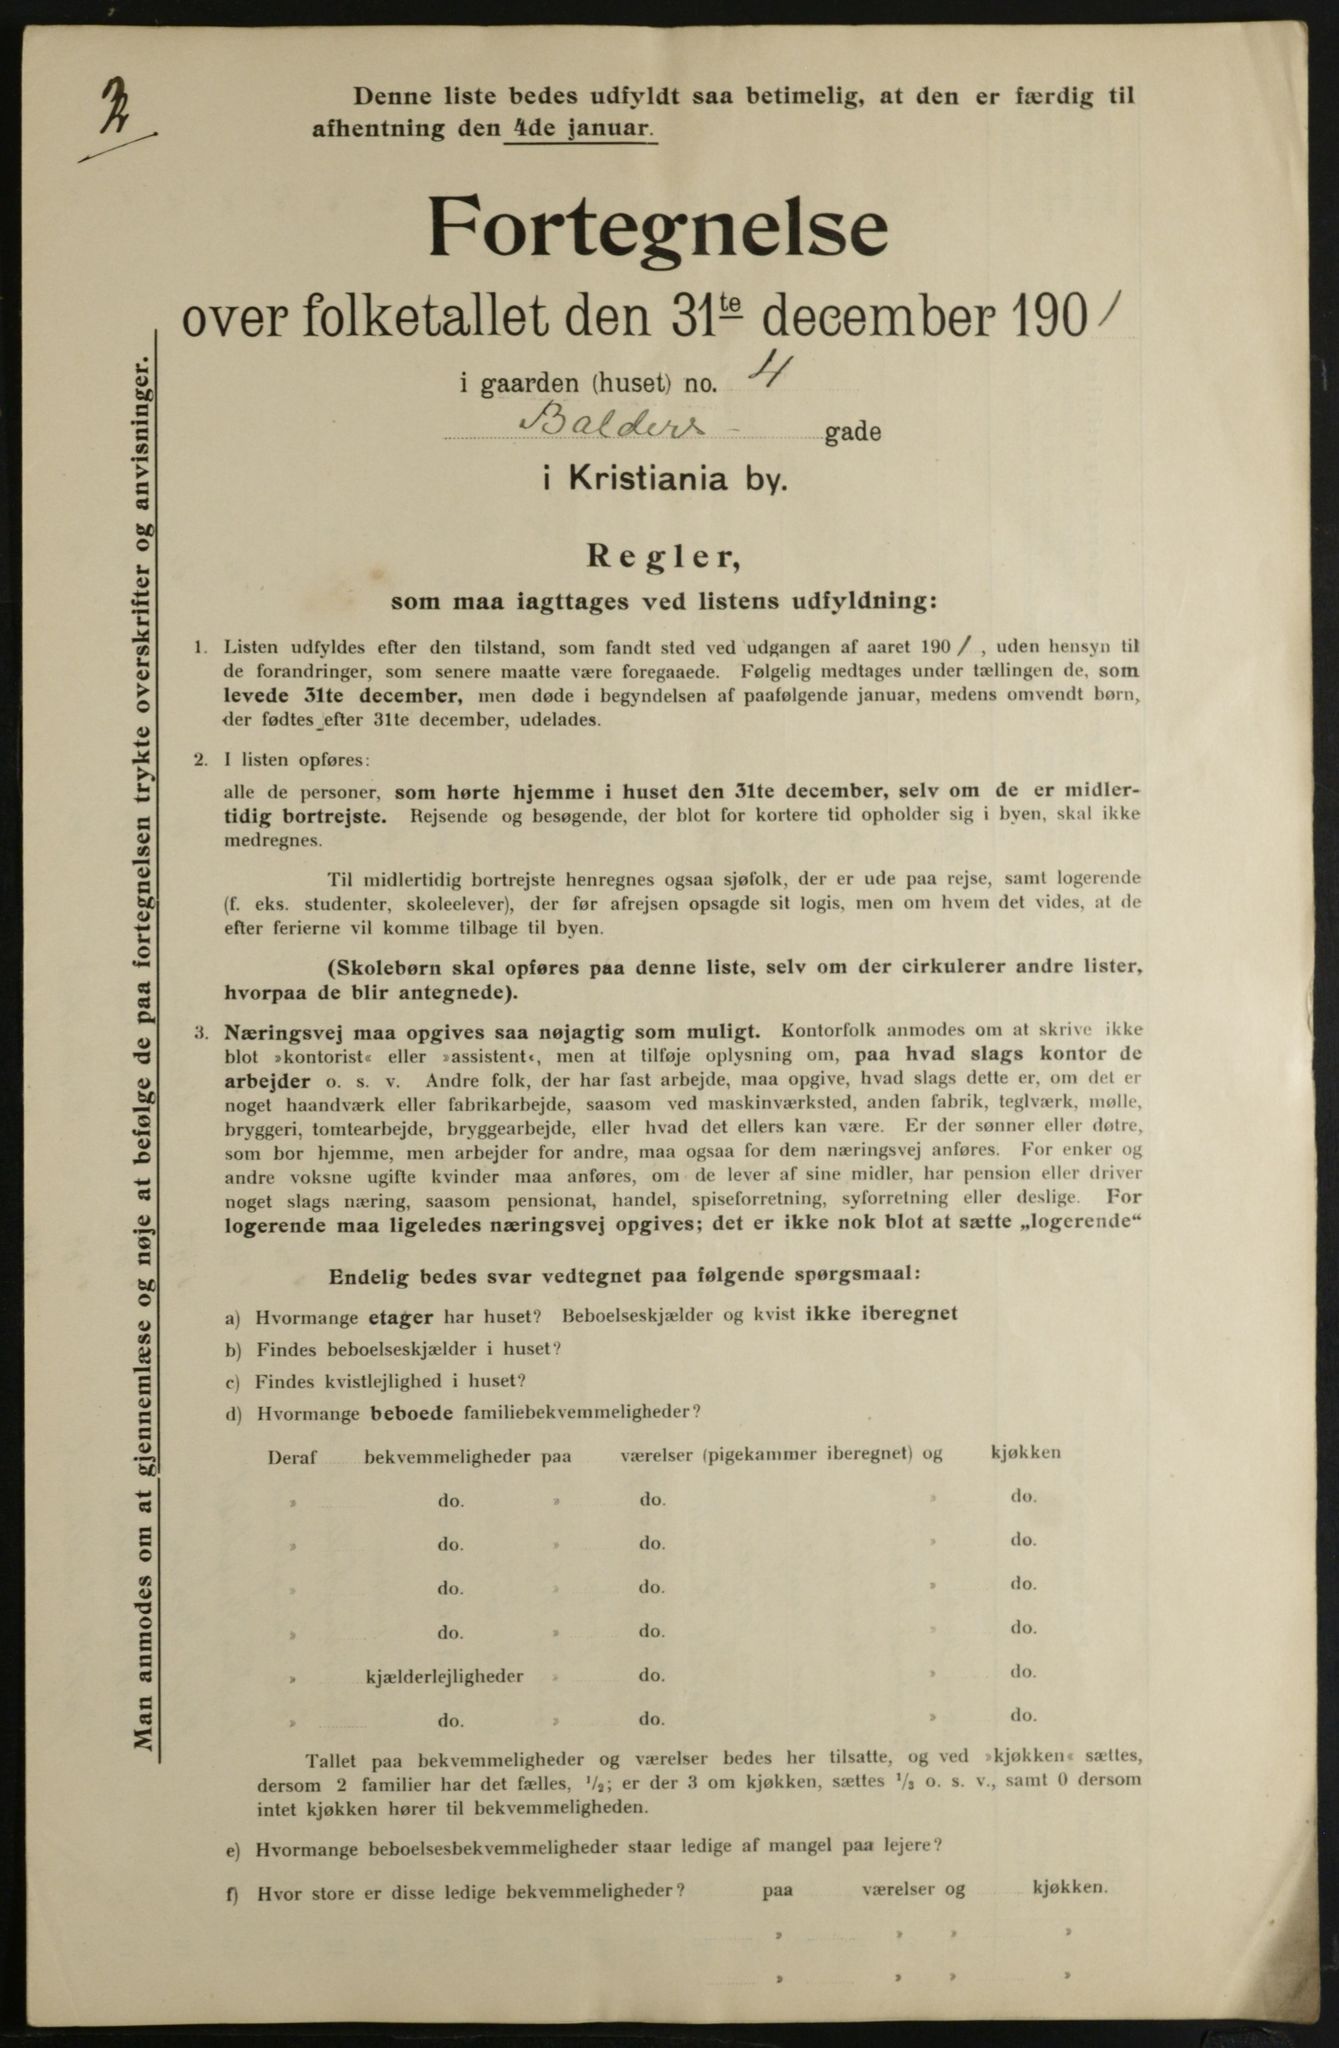 2
Denne liste bedes udfyldt saa betimelig, at den er færdig til
afhentning den 4de januar.
Fortegnelse
over folketallet den 31te december 1901
i gaarden (huset) no. 4
Balders - gade
i Kristiania by.
Regler,
som maa iagttages ved listens udfyldning:
1. Listen udfyldes efter den tilstand, som fandt sted ved udgangen af aaret 190/, uden hensyn til
de forandringer, som senere maatte være foregaaede. Følgelig medtages under tællingen de, som
levede 31te december, men døde i begyndelsen af paafølgende januar, medens omvendt børn,
der fødtes efter 31te december, udelades.
2. I listen opføres:
alle de personer, som hørte hjemme i huset den 31te december, selv om de er midler-
tidig bortrejste. Rejsende og besøgende, der blot for kortere tid opholder sig i byen, skal ikke
medregnes.
Til midlertidig bortrejste henregnes ogsaa sjøfolk, der er ude paa rejse, samt logerende
(f. eks. studenter, skoleelever), der før afrejsen opsagde sit logis, men om hvem det vides, at de
efter ferierne vil komme tilbage til byen.
(Skolebørn skal opføres paa denne liste, selv om der cirkulerer andre lister,
hvorpaa de blir antegnede).
3. Næringsvej maa opgives saa nøjagtig som muligt. Kontorfolk anmodes om at skrive ikke
blot »kontorist« eller »assistent«, men at tilføje oplysning om, paa hvad slags kontor de
arbejder o. s. v. Andre folk, der har fast arbejde, maa opgive, hvad slags dette er, om det er
noget haandværk eller fabrikarbejde, saasom ved maskinværksted, anden fabrik, teglværk, mølle,
bryggeri, tomtearbejde, bryggearbejde, eller hvad det ellers kan være. Er der sønner eller døtre,
som bor hjemme, men arbejder for andre, maa ogsaa for dem næringsvej anføres. For enker og
andre voksne ugifte kvinder maa anføres, om de lever af sine midler, har pension eller driver
noget slags næring, saasom pensionat, handel, spiseforretning, syforretning eller deslige. For
logerende maa ligeledes næringsvej opgives; det er ikke nok blot at sætte „logerende“
Endelig bedes svar vedtegnet paa følgende spørgsmaal:
a) Hvormange etager har huset? Beboelseskjælder og kvist ikke iberegnet
b) Findes beboelseskjælder i huset?
c) Findes kvistlejlighed i huset?
d) Hvormange beboede familiebekvemmeligheder?
Deraf bekvemmeligheder paa værelser (pigekammer iberegnet) og kjøkken
» do. » do. » do.
» do. » do. » do.
» do. » do. » do.
» do. » do. » do.
» kjælderlejligheder » do. » do.
» do. » do. » do.
Tallet paa bekvemmeligheder og værelser bedes her tilsatte, og ved »kjøkken« sættes,
dersom 2 familier har det fælles, 1/2; er der 3 om kjøkken, sættes 1/3 o. s. v., samt 0 dersom
intet kjøkken hører til bekvemmeligheden.
e) Hvormange beboelsesbekvemmeligheder staar ledige af mangel paa lejere?
f) Hvor store er disse ledige bekvemmeligheder? paa værelser og kjøkken.
» » » »
» » » »
Man anmodes om at gjennemlæse og nøje at befølge de paa fortegnelsen trykte overskrifter og anvisninger.